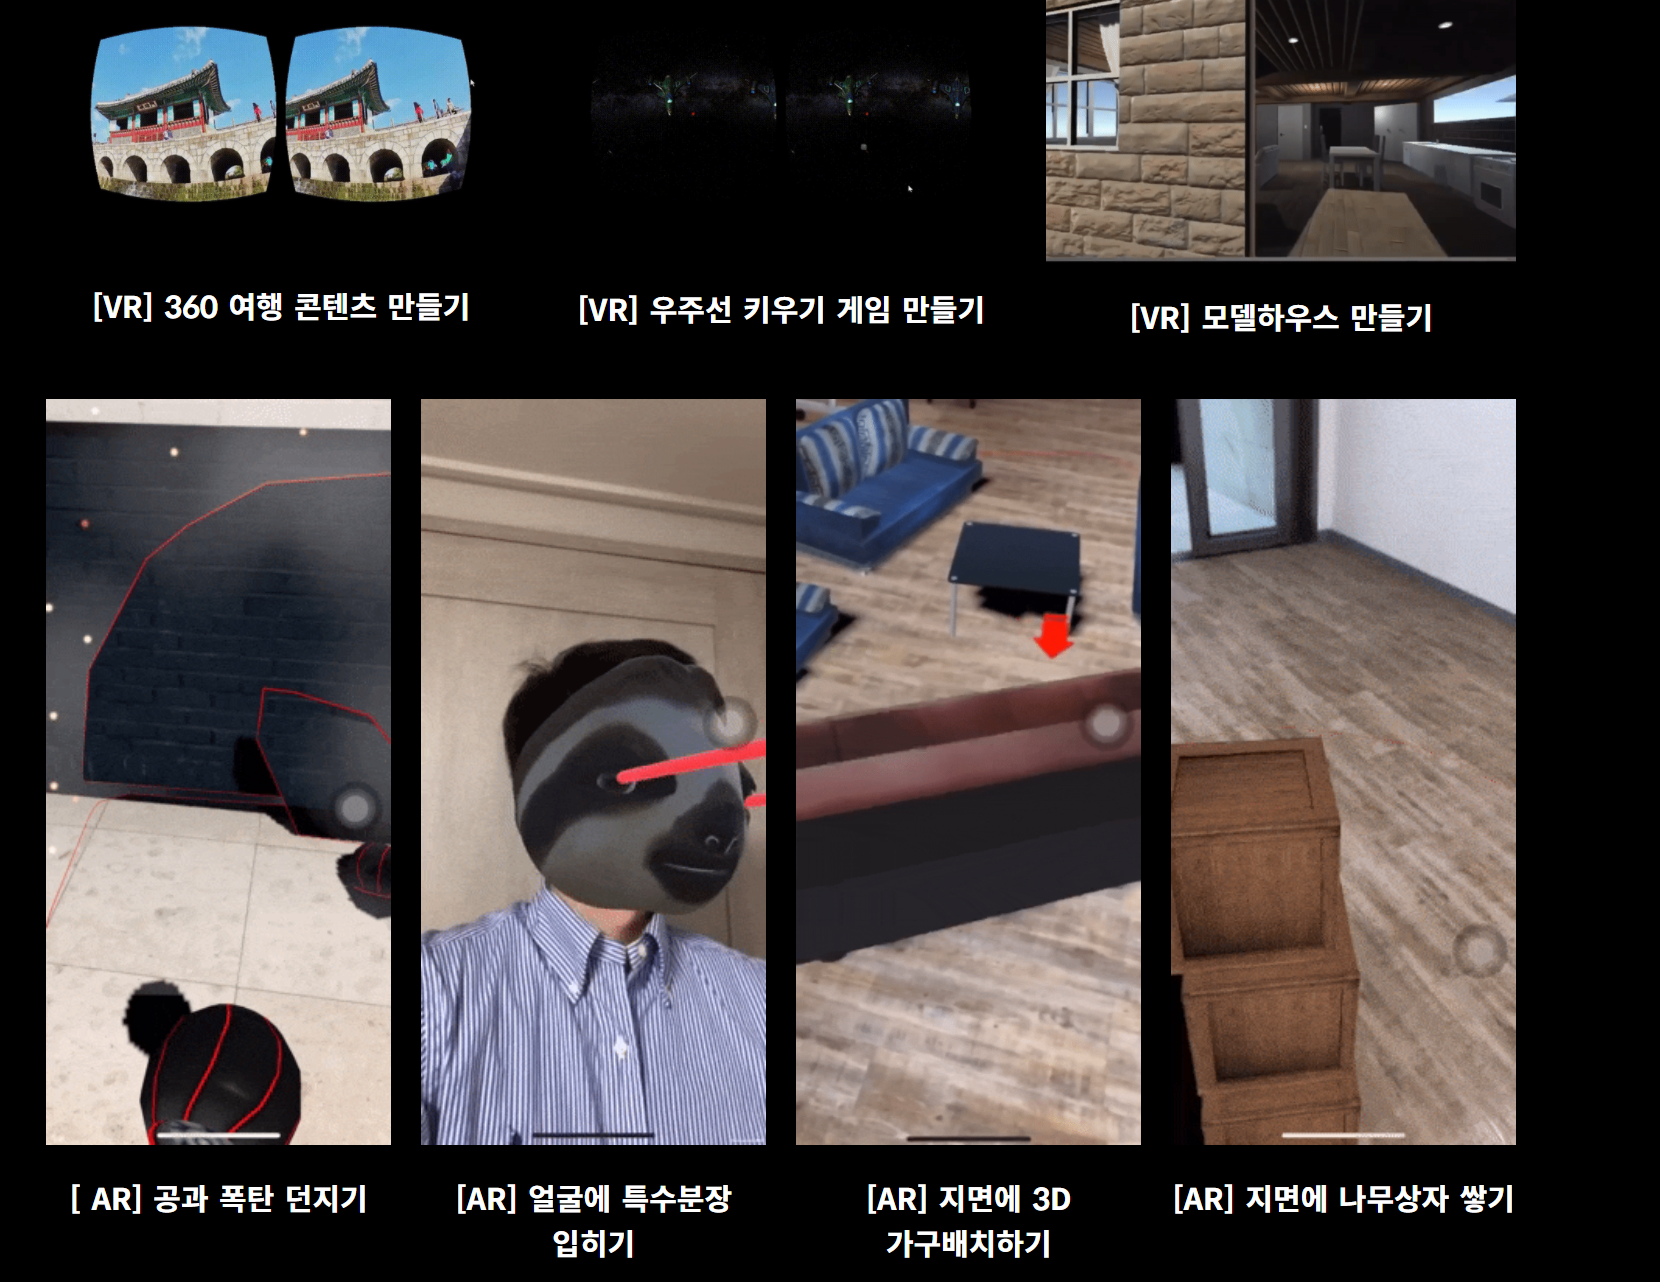 [VR] 360 여행 콘텐츠 만들기
[VR] 우주선 키우기 게임 만들기
[VR] 모델하우스 만들기
[ AR] 공과 폭탄 던지기
[AR] 얼굴에 특수분장
입히기
[AR] 지면에 3D
가구배치하기
[AR] 지면에 나무상자 쌓기